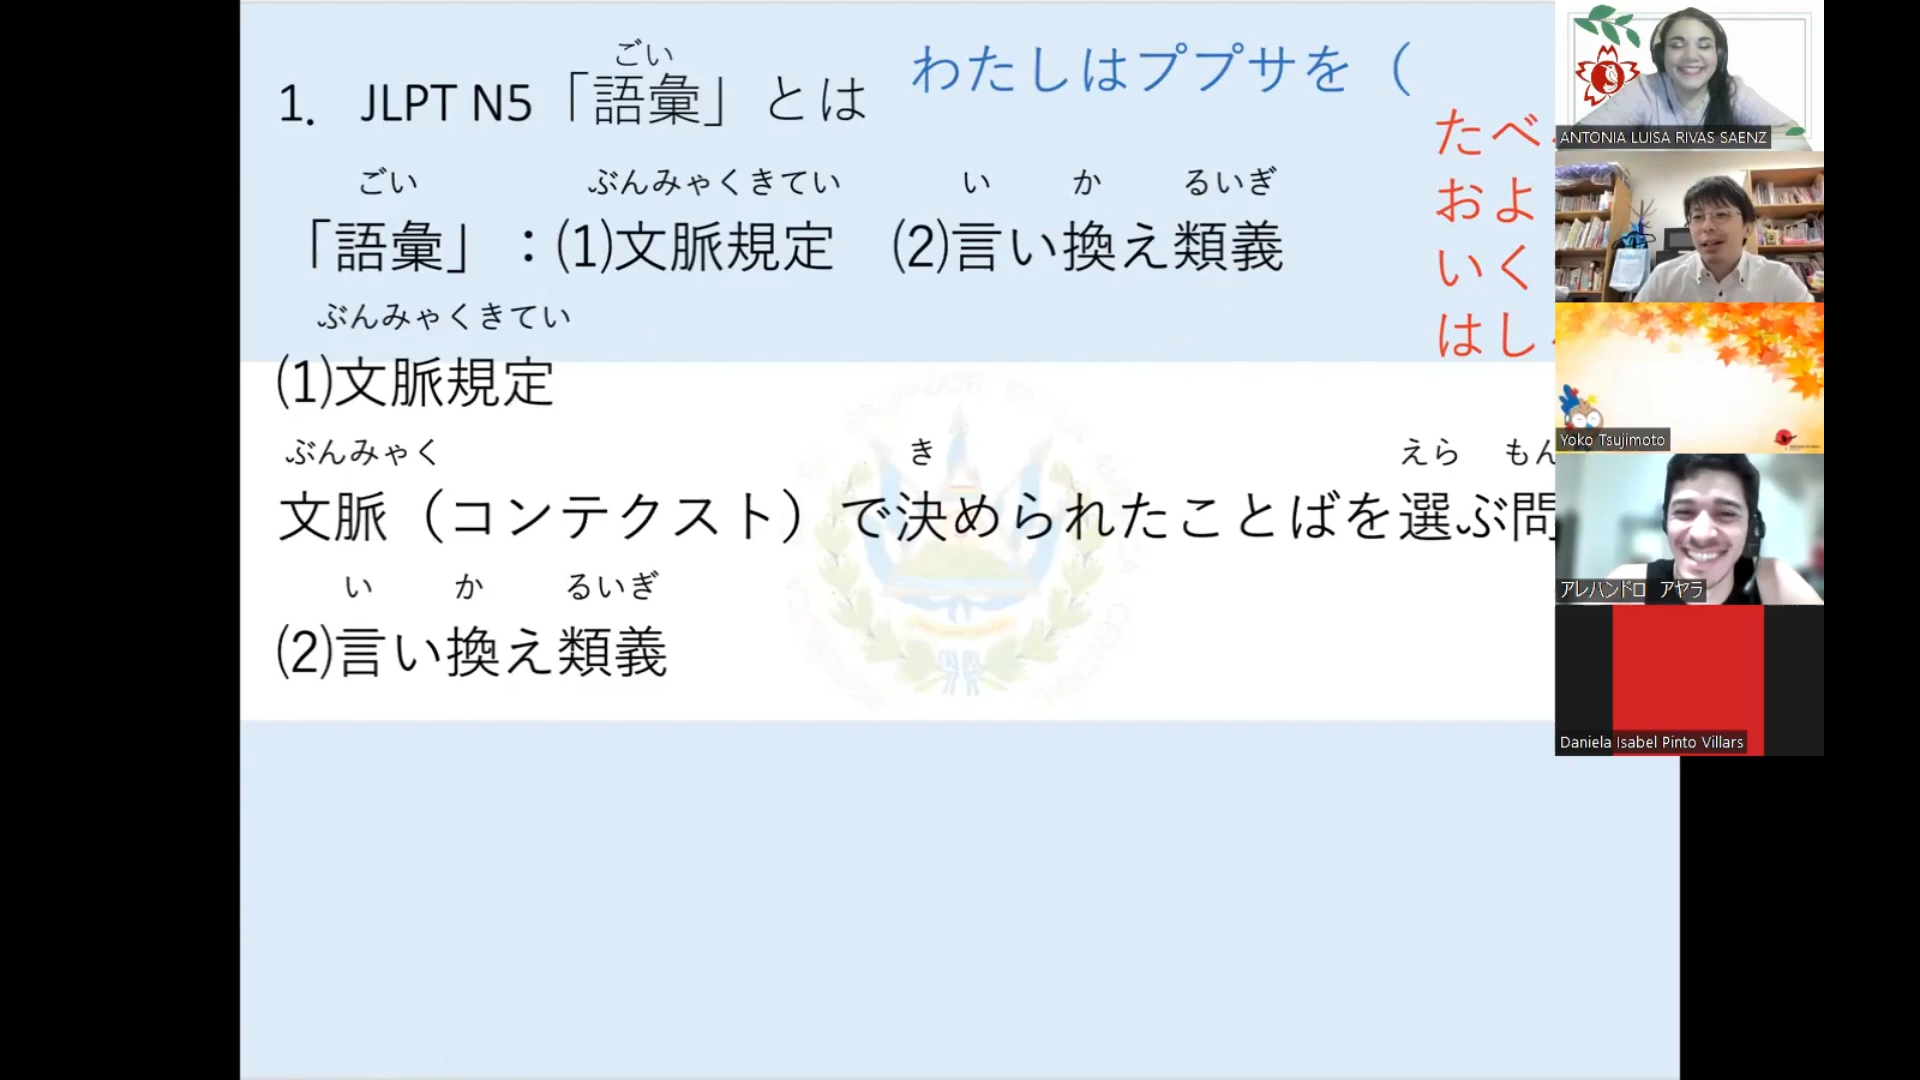 ごい
1. JLPT N5「語彙」とは
わたしはププサを（
たべ
およ
いく
はし
ごい ぶんみゃくきてい い か るいぎ
「語彙」：(1)文脈規定 (2)言い換え類義
ぶんみゃくきてい
(1)文脈規定
ぶんみゃく き えら もん
文脈（コンテクスト）で決められたことばを選ぶ問
い か るいぎ
(2)言い換え類義
ANTONIA LUISA RIVAS SAENZ
Yoko Tsujimoto
アレハンドロ アヤラ
Daniela Isabel Pinto Villars